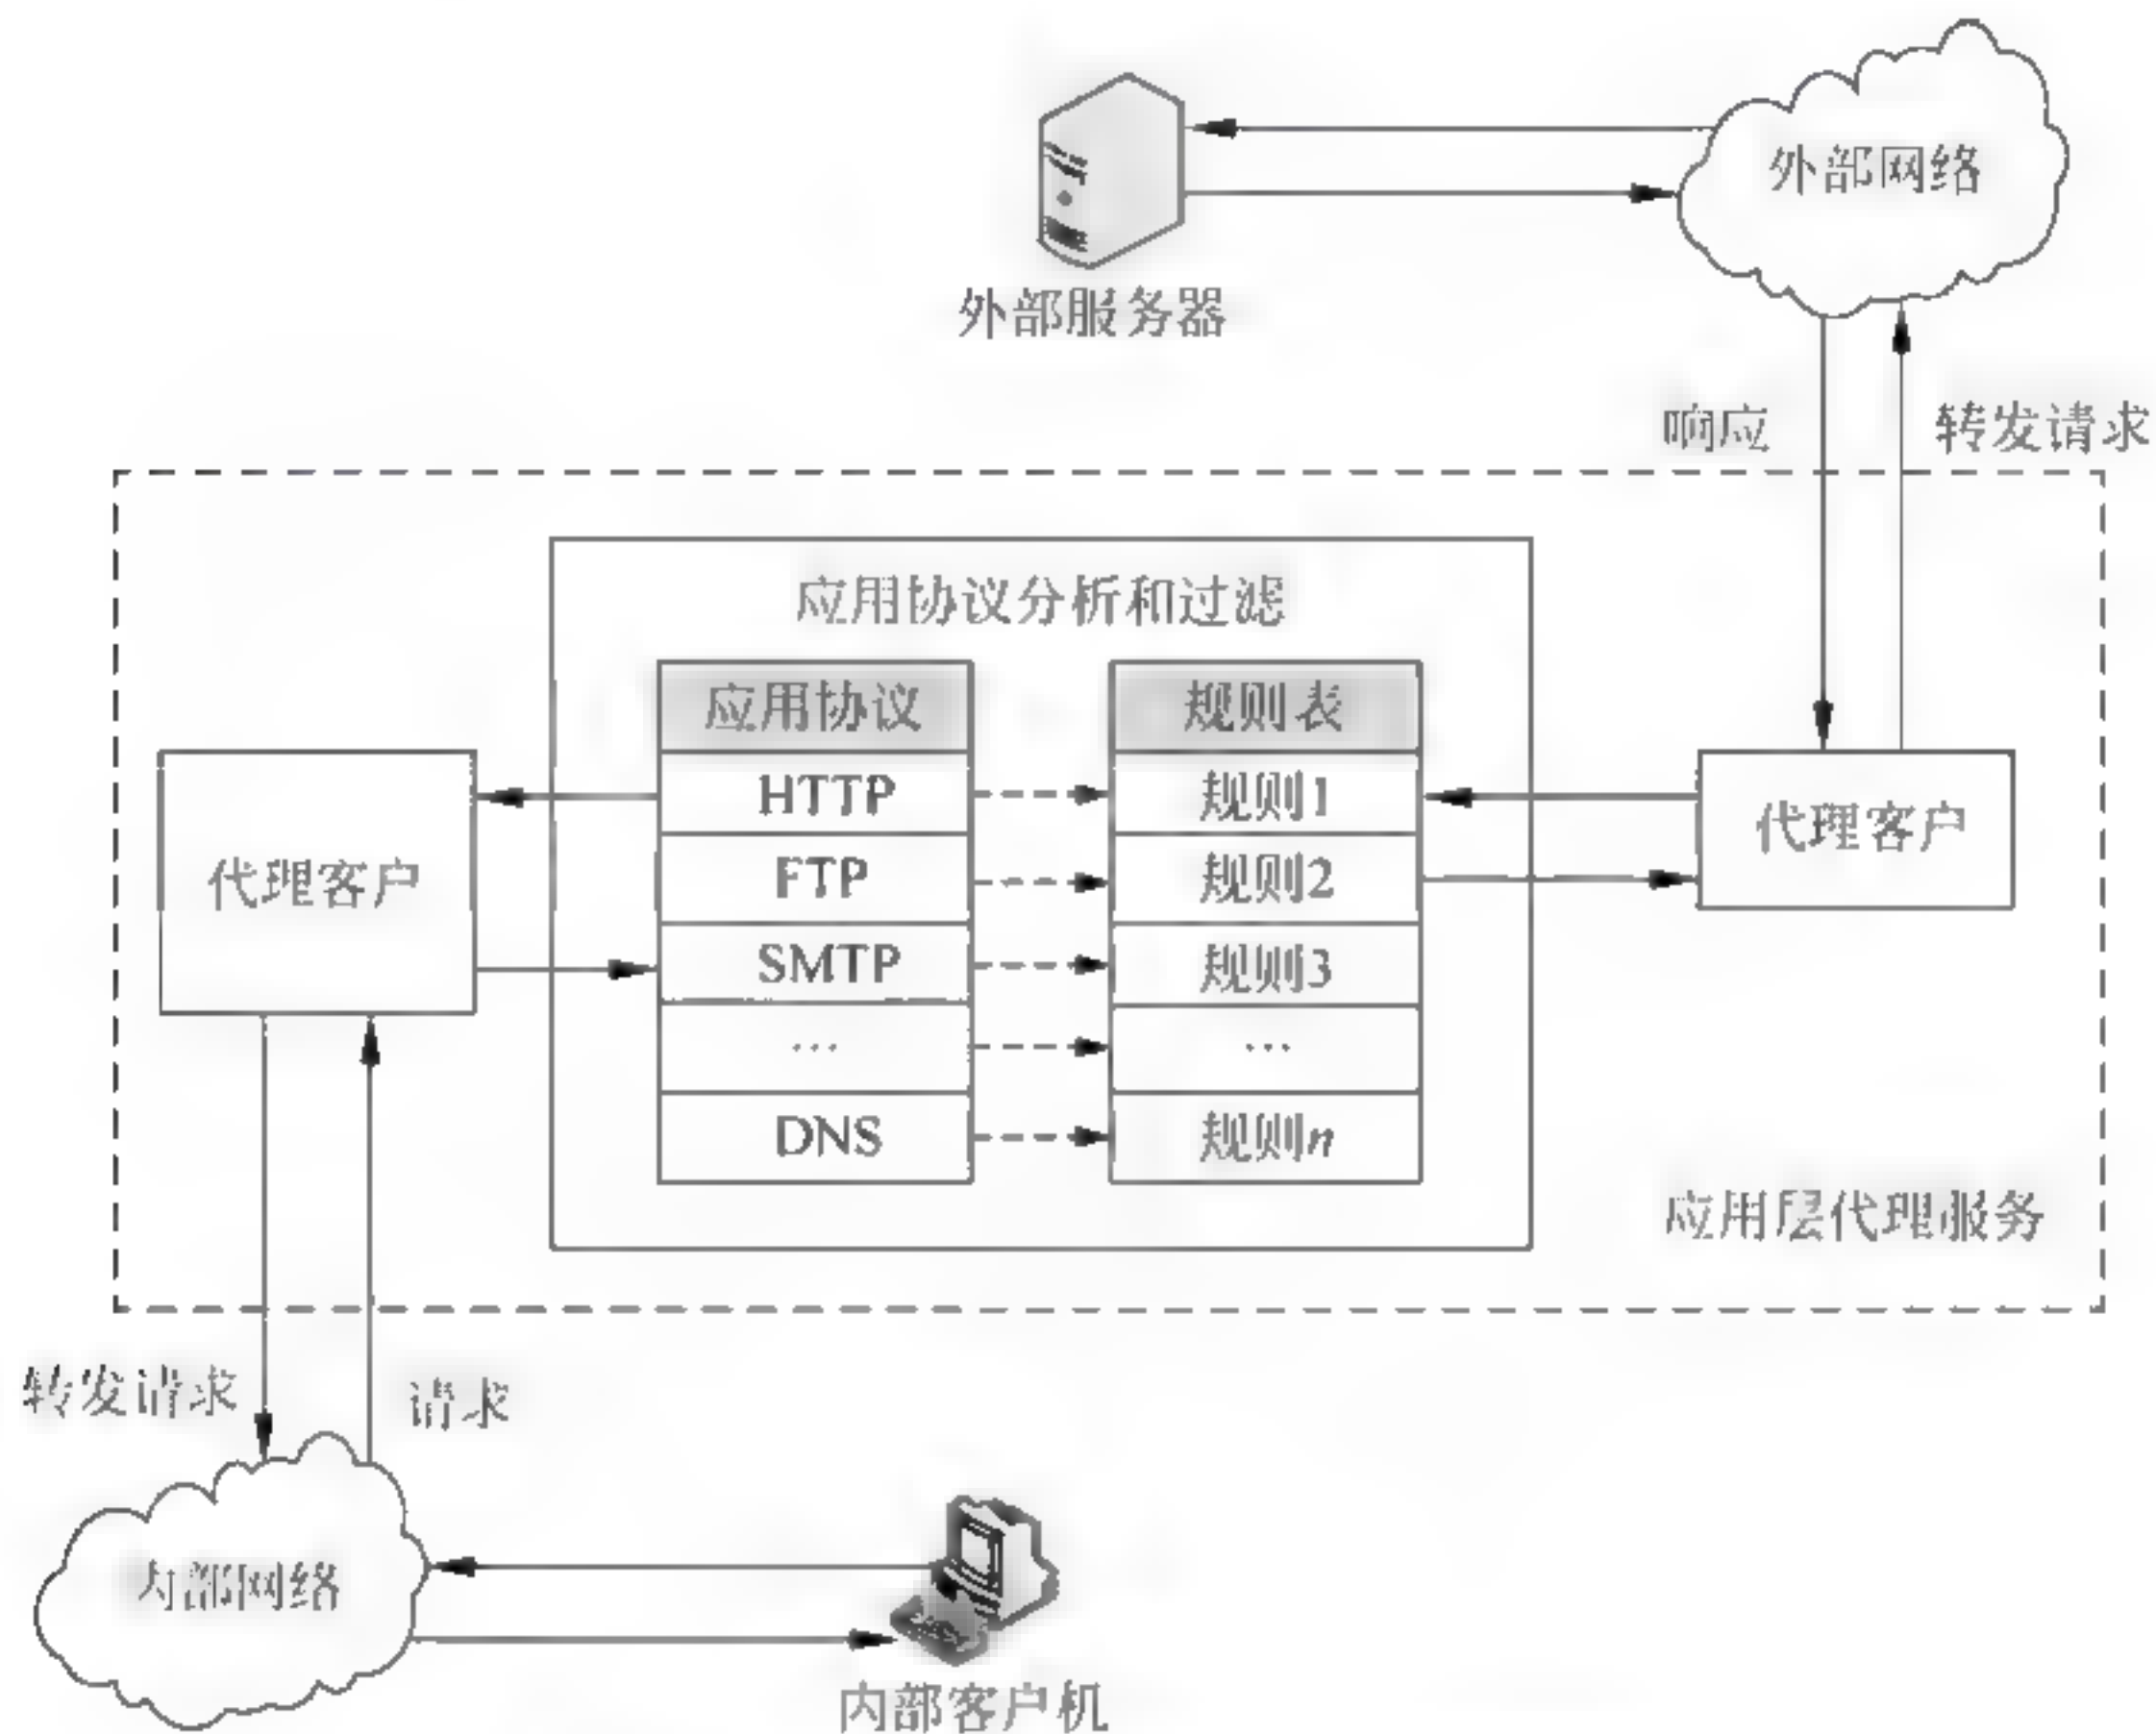 外部网络
外部服务器
响应
转发请求
应用协议分析和过滤
应用协议
规则表
HTTP
规则1
代理客户
FTP
规则2
代理客户
SMTP
规则3
…
…
DNS
规则n
应用层代理服务
转发请求
请求
内部网络
内部客户机